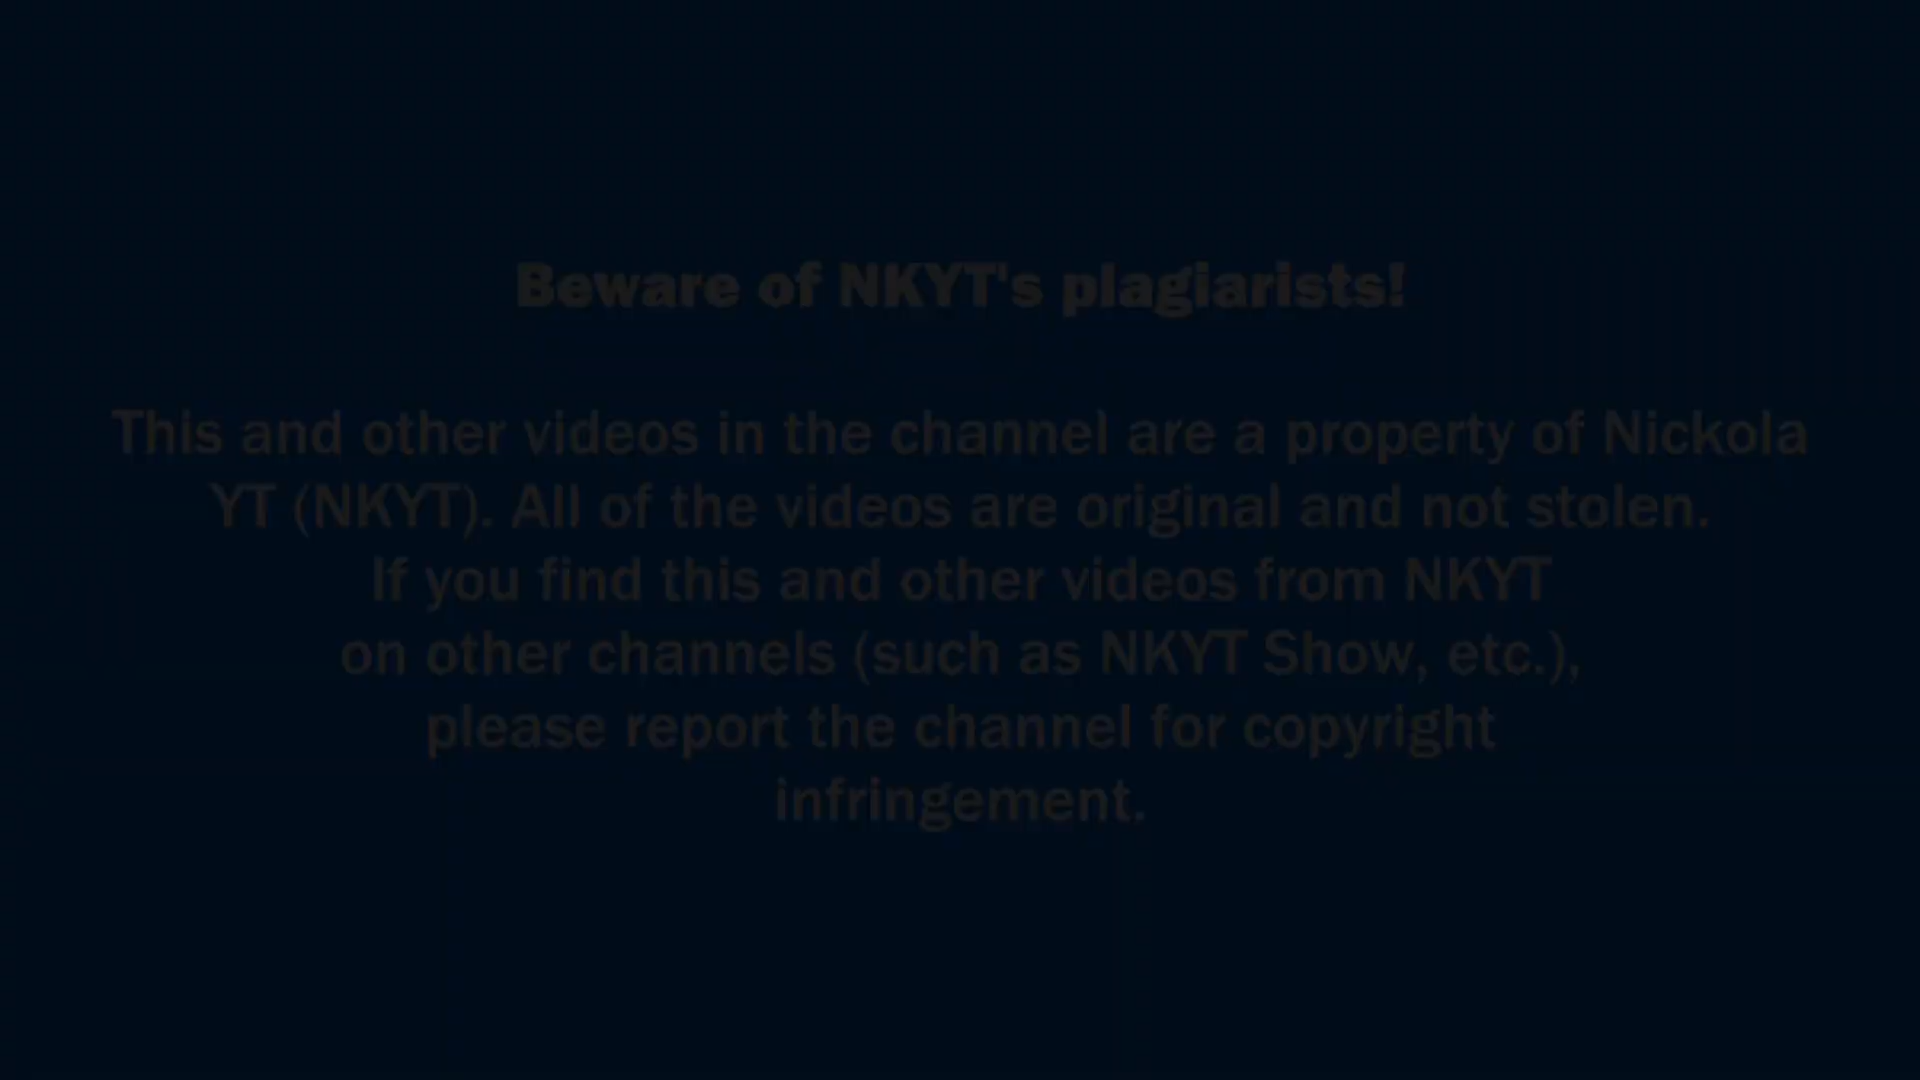 Beware of NKYT's plagiarists!
This and other videos in the channel are a property of Nickola
YT (NKYT). All of the videos are original and not stolen.
If you find this and other videos from NKYT
on other channels (such as NKYT Show, etc.),
please report the channel for copyright
infringement.